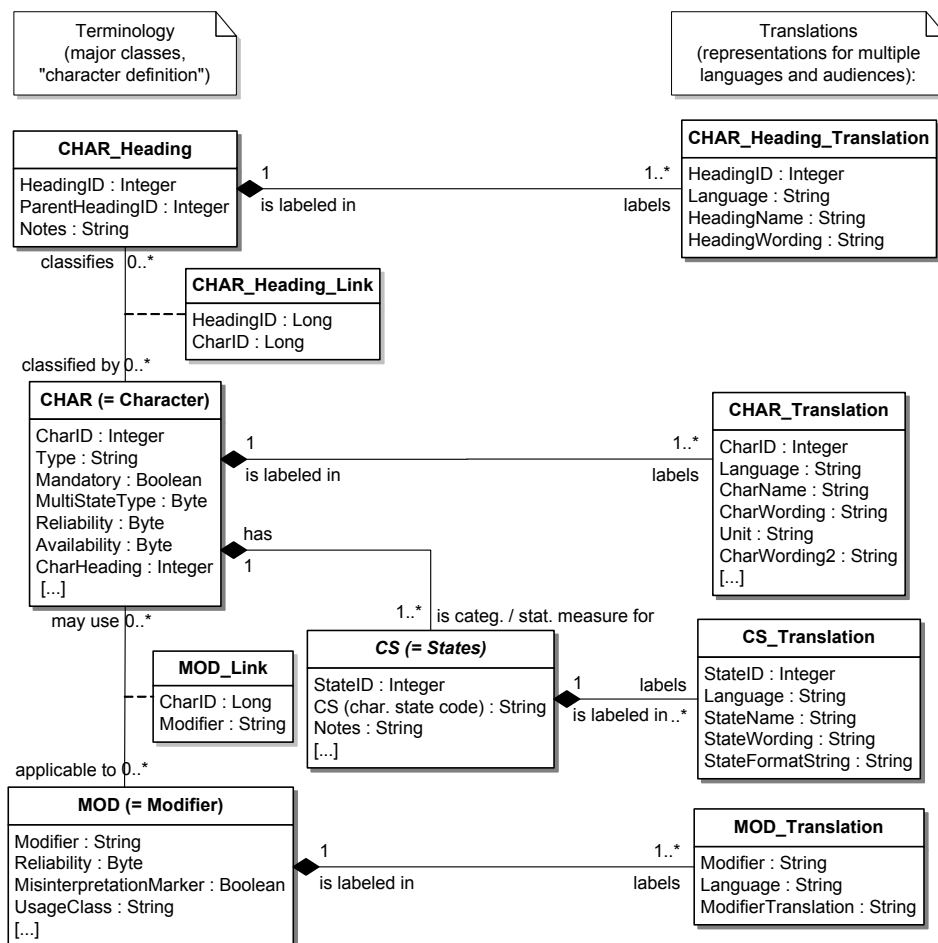 Terminology
(major classes,
"character definition")
Translations
(representations for multiple
languages and audiences):
CHAR_Heading
HeadingID : Integer
ParentHeadingID : Integer
Notes : String
1
is labeled in
1..*
labels
CHAR_Heading_Translation
HeadingID : Integer
Language : String
HeadingName : String
HeadingWording : String
classifies 0..*
CHAR_Heading_Link
HeadingID : Long
CharID : Long
classified by 0..*
CHAR (= Character)
CharID : Integer
Type : String
Mandatory : Boolean
MultiStateType : Byte
Reliability : Byte
Availability : Byte
CharHeading : Integer
[...]
1
is labeled in
1..*
labels
CHAR_Translation
CharID : Integer
Language : String
CharName : String
CharWording : String
Unit : String
CharWording2 : String
[...]
has
1
1..*
is categ. / stat. measure for
may use 0..*
MOD_Link
CharID : Long
Modifier : String
CS (= States)
StateID : Integer
CS (char. state code) : String
Notes : String
[...]
1
labels
is labeled in ..*
CS_Translation
StateID : Integer
Language : String
StateName : String
StateWording : String
StateFormatString : String
applicable to 0..*
MOD (= Modifier)
Modifier : String
Reliability : Byte
MisinterpretationMarker : Boolean
UsageClass : String
[...]
1
is labeled in
1..*
labels
MOD_Translation
Modifier : String
Language : String
ModifierTranslation : String